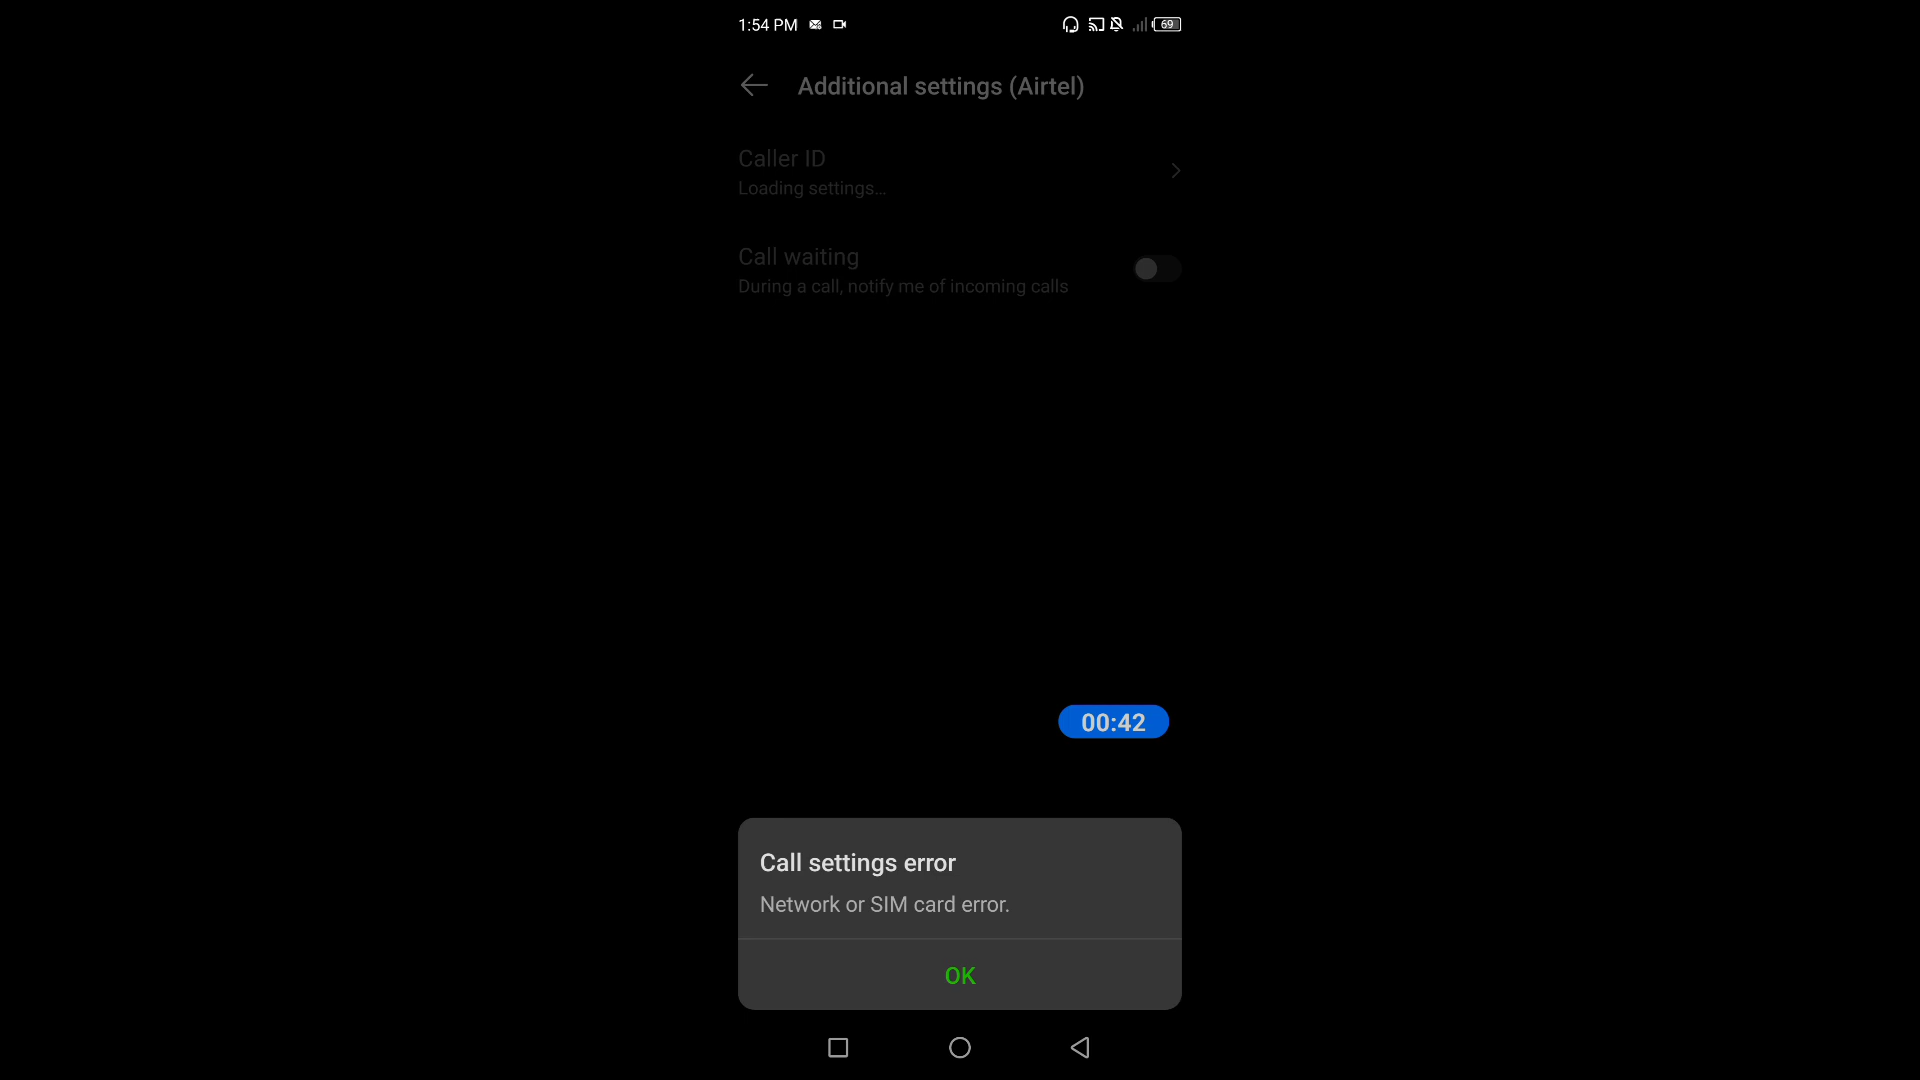 1:54 PM
69
Additional settings (Airtel)
Caller ID
Loading settings...
Call waiting
During a call, notify me of incoming calls
00:42
Call settings error
Network or SIM card error.
OK